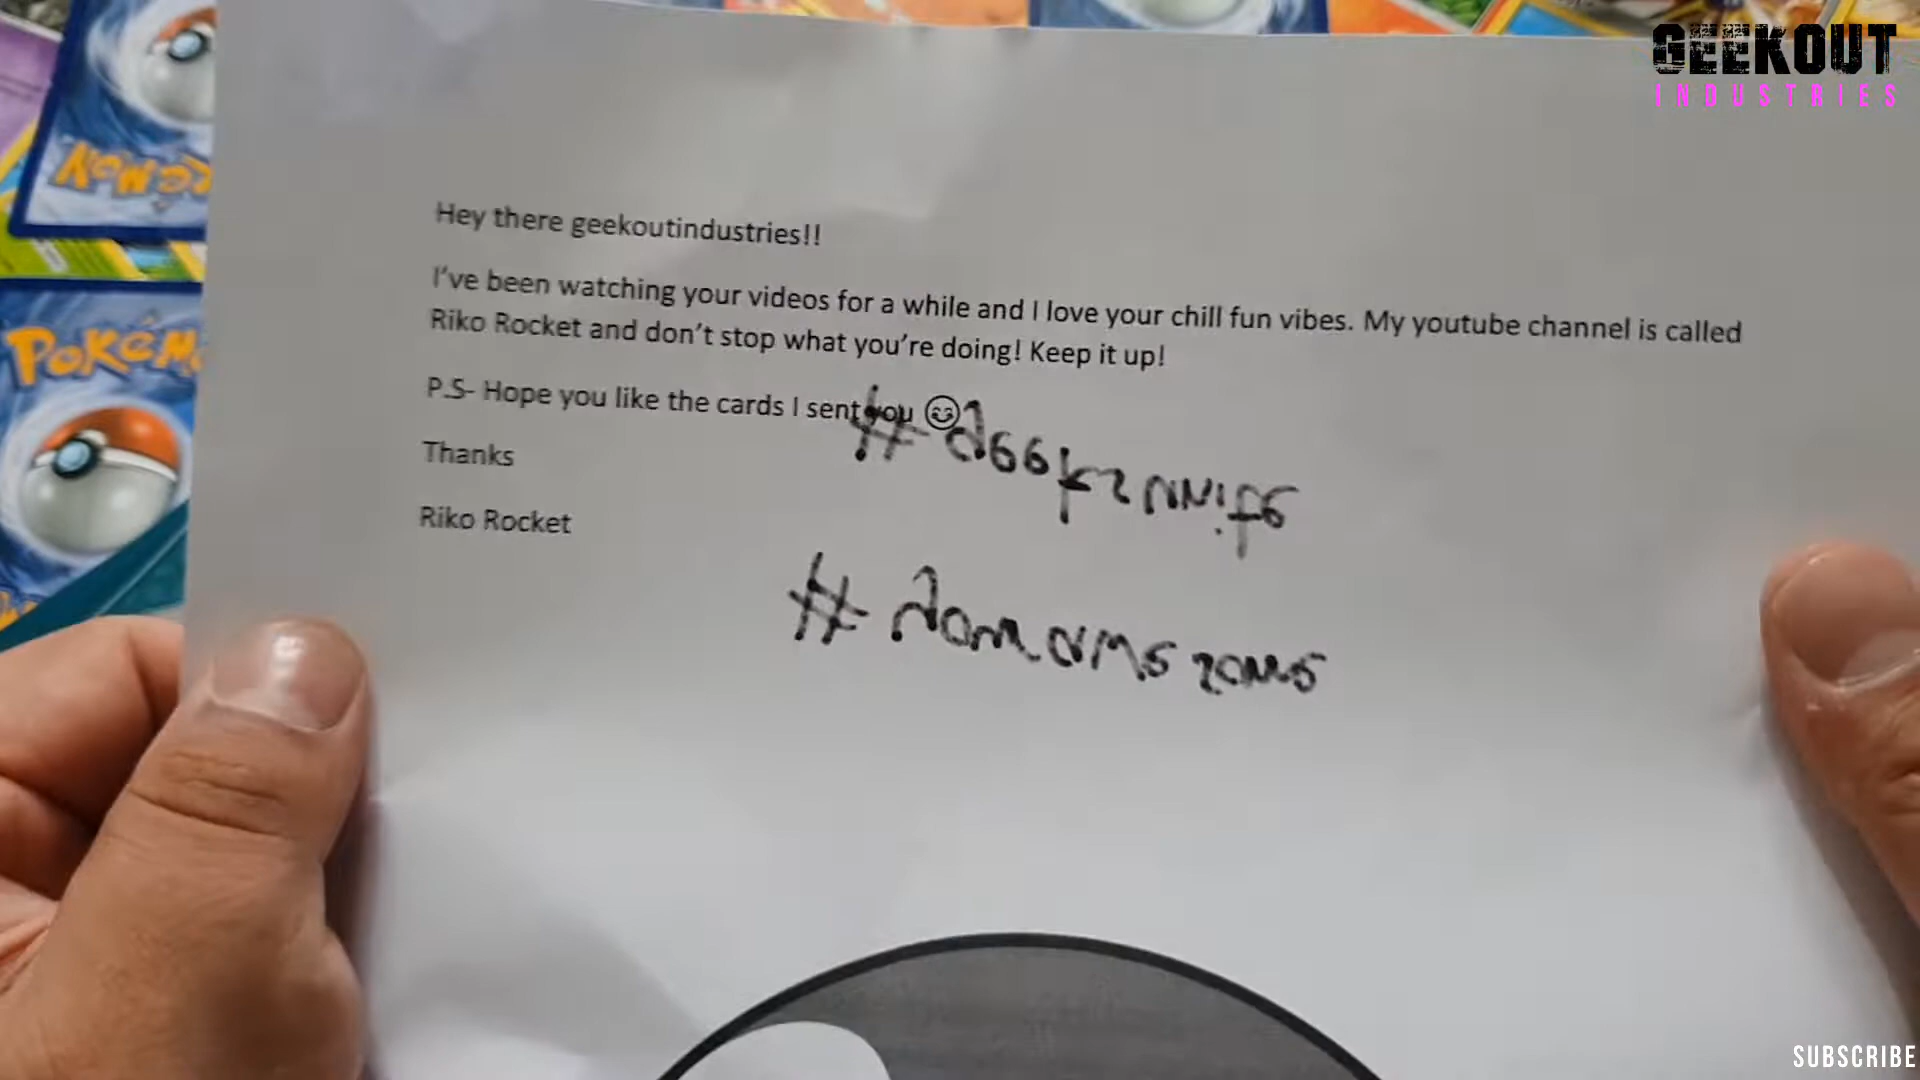 GEEKOUT
INDUSTRIES
Hey there geekoutindustries!!
I've been watching your videos for a while and I love your chill fun vibes. My youtube channel is called
Riko Rocket and don't stop what you're doing! Keep it up!
P.S- Hope you like the cards I sent you 😊
Thanks
Riko Rocket
POKÉM
SUBSCRIBE